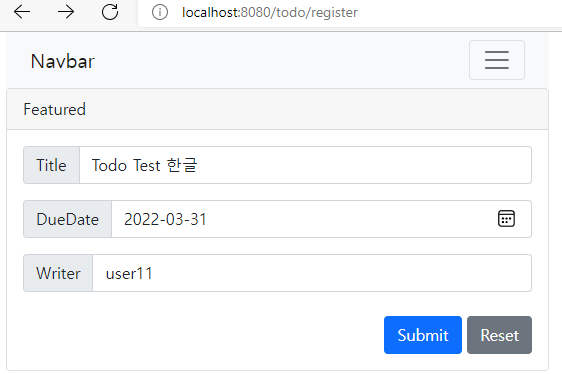 localhost:8080/todo/register
Navbar
Featured
Title Todo Test 한글
DueDate 2022-03-31
Writer user11
Submit Reset